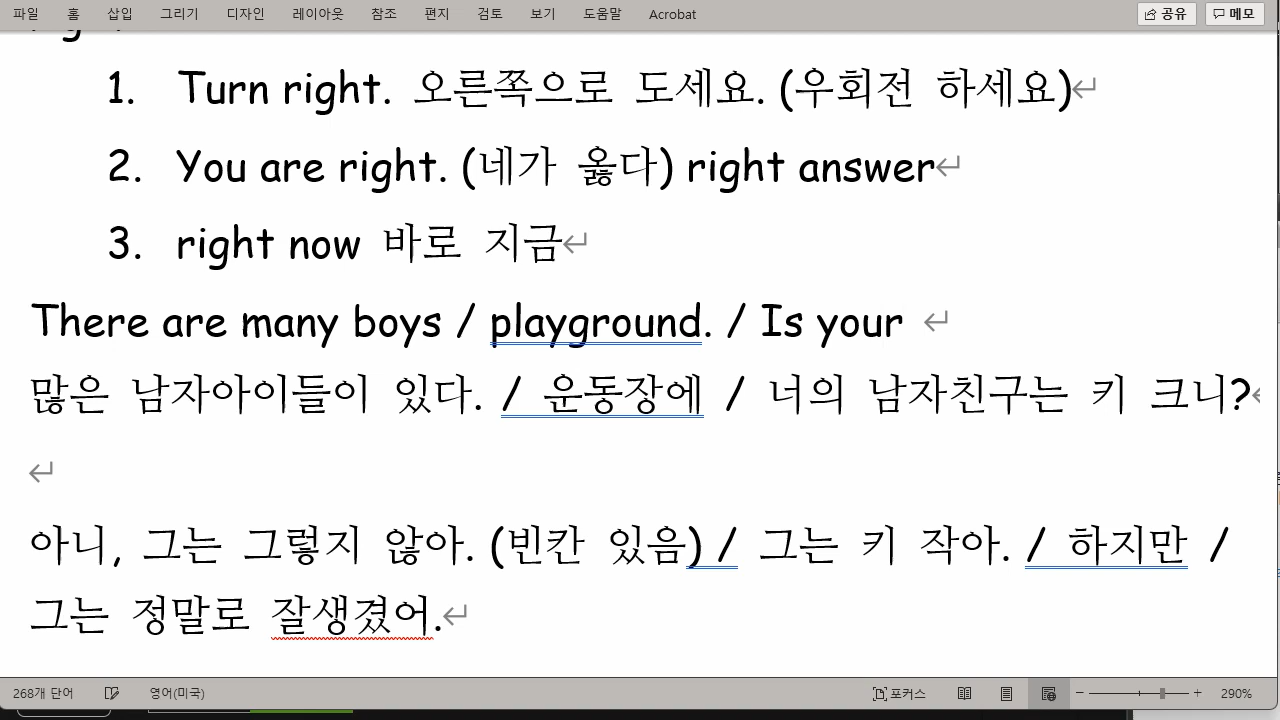 파일 홈 삽입 그리기 디자인 레이아웃 참조 편지 검토 보기 도움말 Acrobat 공유 메모
1. Turn right. 오른쪽으로 도세요. (우회전 하세요)
2. You are right. (네가 옳다) right answer
3. right now 바로 지금
There are many boys / playground. / Is your
많은 남자아이들이 있다. / 운동장에 / 너의 남자친구는 키 크니?
아니, 그는 그렇지 않아. (빈칸 있음) / 그는 키 작아. / 하지만 /
그는 정말로 잘생겼어.
268개 단어 영어(미국) 포커스 290%